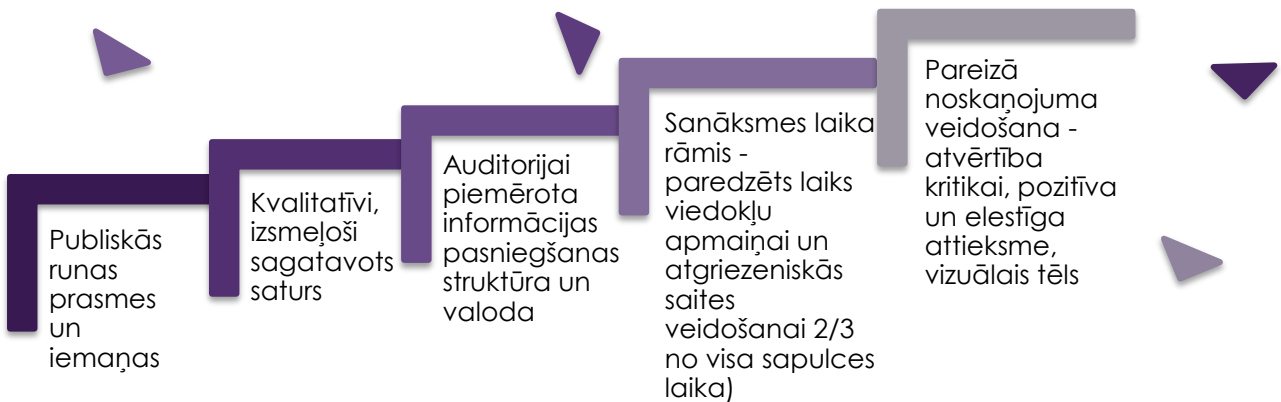 Publiskās
runas
prasmes
un
iemaņas
Kvalitatīvi,
izsmeļoši
sagatavots
saturs
Auditorijai
piemērota
informācijas
pasniegšanas
struktūra un
valoda
Sanāksmes laika
rāmis -
paredzēts laiks
viedokļu
apmaiņai un
atgriezeniskās
saites
veidošanai 2/3
no visa sapulces
laika)
Pareizā
noskaņojuma
veidošana -
atvērtība
kritikai, pozitīva
un elestīga
attieksme,
vizuālais tēls